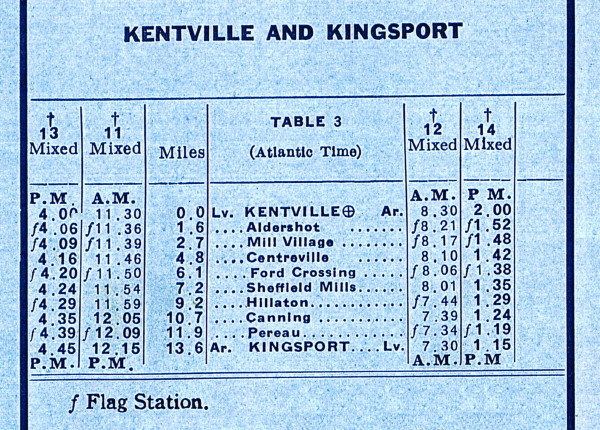 KENTVILLE AND KINGSPORT
† † TABLE 3 † †
13 11 12 14
Mixed Mixed Miles (Atlantic Time) Mixed Mixed
P.M. A.M. A.M. P M.
4.00 11.30 0.0 Lv. KENTVILLE⊕ Ar. 8.30 2.00
f4.06 f11.36 1.6 ....Aldershot ....... f8.21 f1.52
f4.09 f11.39 2.7 ....Mill Village ........ f8.17 f1.48
4.16 11.46 4.8 ....Centreville ...... 8.10 1.42
f4.20 f11.50 6.1 .... Ford Crossing ..... f8.06 f1.38
4.24 11.54 7.2 ....Sheffield Mills..... 8.01 1.35
f4.29 11.59 9.2 ....Hillaton............ f7.44 1.29
4.35 12.05 10.7 ....Canning ......... 7.39 1.24
f4.39 f12.09 11.9 ....Pereau........... f7.34 f1.19
4.45 12.15 13.6 Ar. KINGSPORT.... Lv. 7.30 1.15
P.M. P.M. A.M. P.M
f Flag Station.